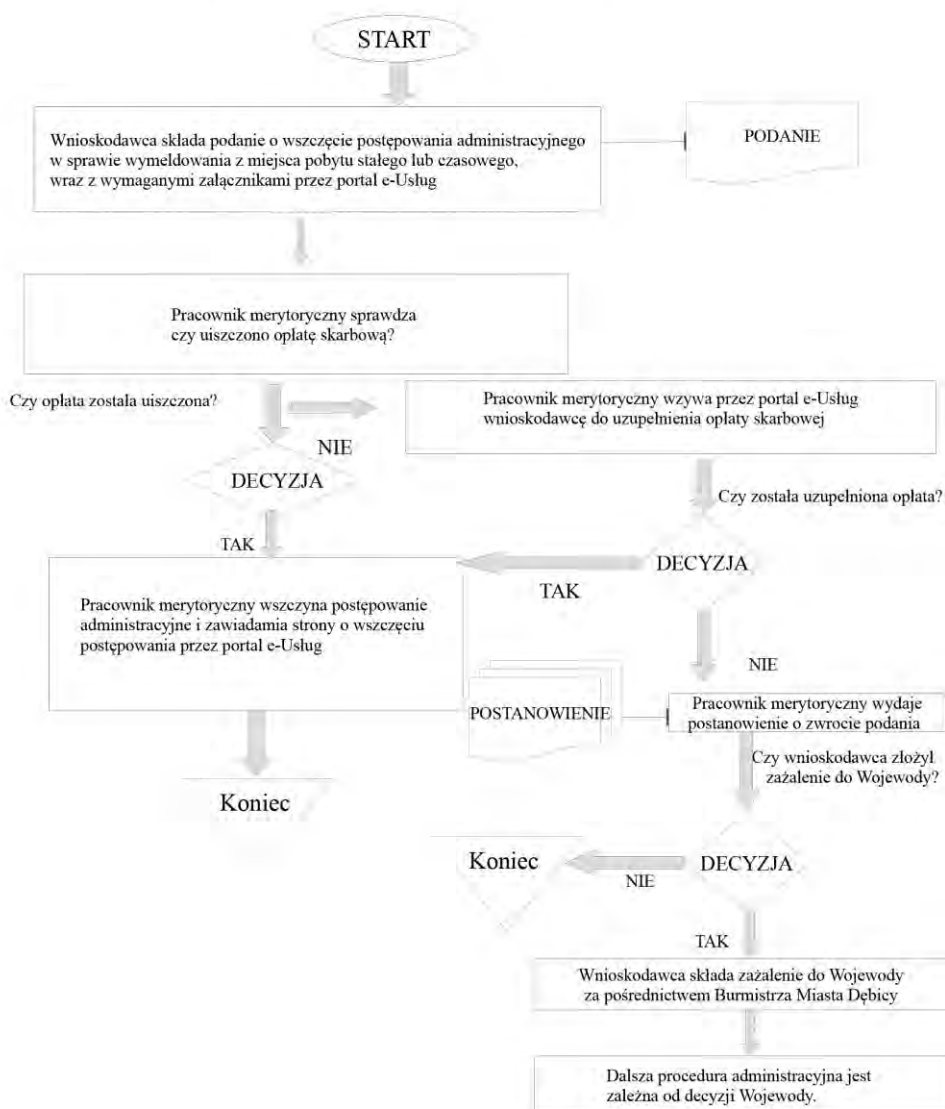 START
Wnioskodawca składa podanie o wszczęcie postępowania administracyjnego
w sprawie wymeldowania z miejsca pobytu stałego lub czasowego,
wraz z wymaganymi załącznikami przez portal e-Usług
PODANIE
Pracownik merytoryczny sprawdza
czy uiszczono opłatę skarbową?
Czy opłata została uiszczona?
NIE
Pracownik merytoryczny wzywa przez portal e-Usług
wnioskodawcę do uzupełnienia opłaty skarbowej
DECYZJA
Czy została uzupełniona opłata?
TAK
DECYZJA
TAK
Pracownik merytoryczny wszczyna postępowanie
administracyjne i zawiadamia strony o wszczęciu
postępowania przez portal e-Usług
NIE
POSTANOWIENIE
Pracownik merytoryczny wydaje
postanowienie o zwrocie podania
Czy wnioskodawca złożył
zażalenie do Wojewody?
Koniec
Koniec
NIE
DECYZJA
TAK
Wnioskodawca składa zażalenie do Wojewody
za pośrednictwem Burmistrza Miasta Dębicy
Dalsza procedura administracyjna jest
zależna od decyzji Wojewody.